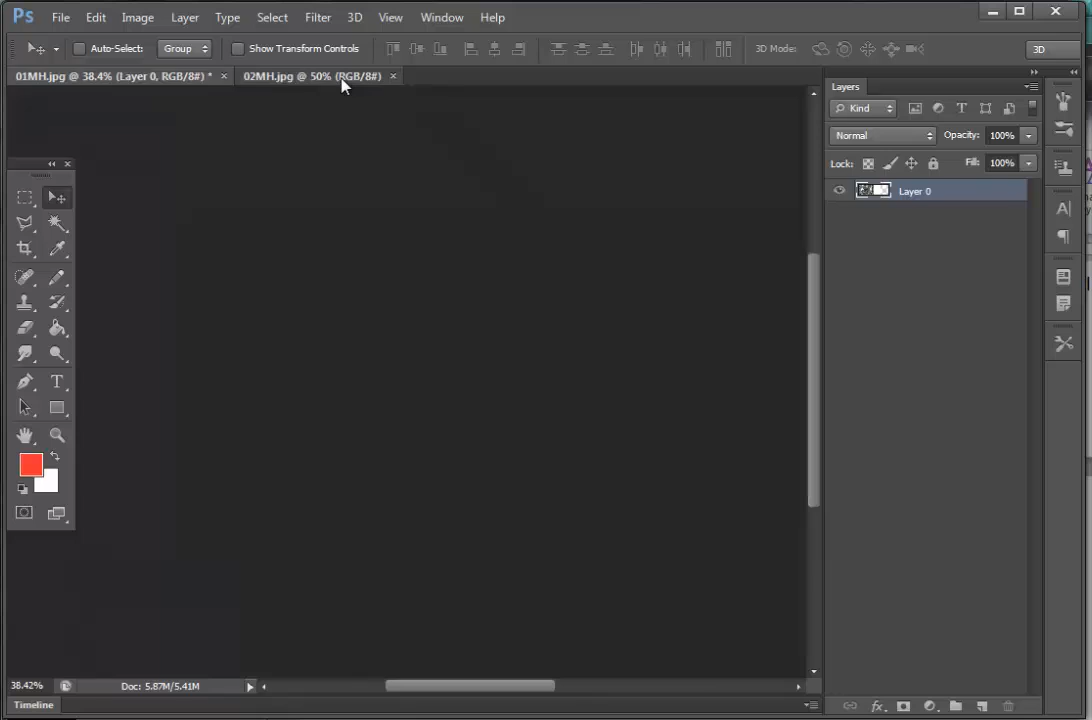 Ps File Edit Image Layer Type Select Filter 3D View Window Help
Auto-Select: Group Show Transform Controls 3D Mode: 3D
01MH.jpg @ 38.4% (Layer 0, RGB/8#) * × 02MH.jpg @ 50% (RGB/8#) ×
Layers
Kind
Normal Opacity: 100%
Lock: Fill: 100%
Layer 0
38.42% Doc: 5.87M/5.41M
Timeline